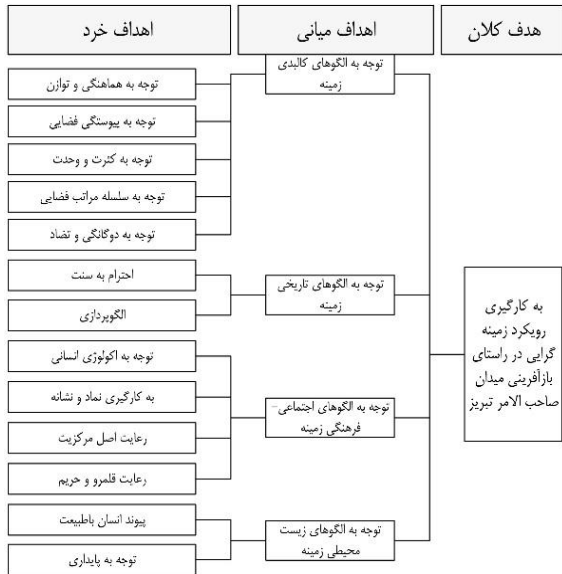 هدف کلان
اهداف میانی
اهداف خرد
به کارگیری
رویکرد زمینه
گرایی در راستای
بازآفرینی میدان
صاحب الامر تبریز
توجه به الگوهای کالبدی
زمینه
توجه به هماهنگی و توازن
توجه به پیوستگی فضایی
توجه به کثرت و وحدت
توجه به سلسله مراتب فضایی
توجه به دوگانگی و تضاد
توجه به الگوهای تاریخی
زمینه
احترام به سنت
الگوپردازی
توجه به الگوهای اجتماعی-
فرهنگی زمینه
توجه به اکولوژی انسانی
به کارگیری نماد و نشانه
رعایت اصل مرکزیت
رعایت قلمرو و حریم
توجه به الگوهای زیست
محیطی زمینه
پیوند انسان باطبیعت
توجه به پایداری